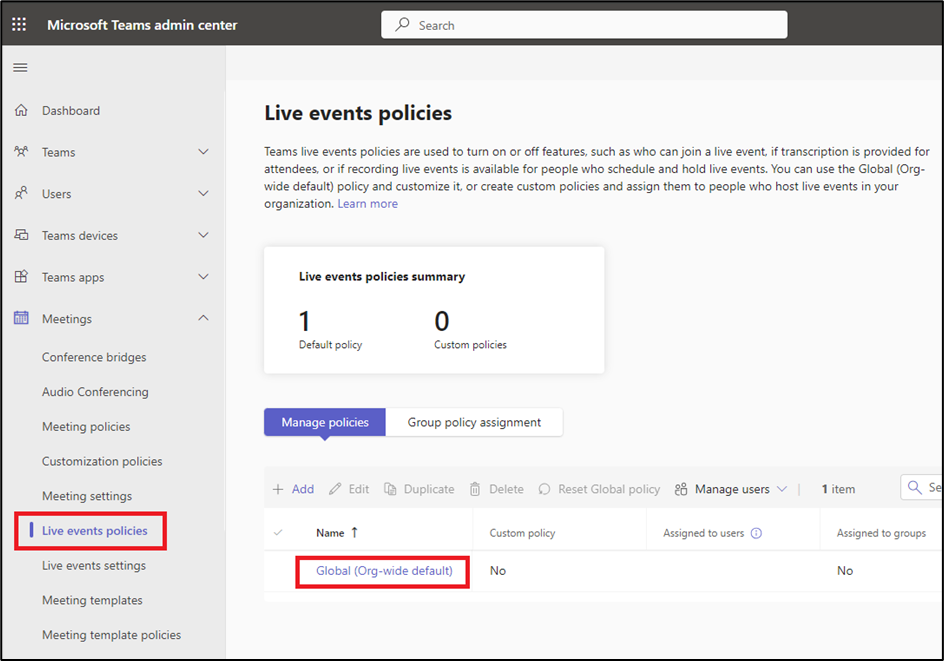 Microsoft Teams admin center
Search
Dashboard
Teams
Users
Teams devices
Teams apps
Meetings
Conference bridges
Audio Conferencing
Meeting policies
Customization policies
Meeting settings
Live events policies
Live events settings
Meeting templates
Meeting template policies
Live events policies
Teams live events policies are used to turn on or off features, such as who can join a live event, if transcription is provided for
attendees, or if recording live events is available for people who schedule and hold live events. You can use the Global (Org-
wide default) policy and customize it, or create custom policies and assign them to people who host live events in your
organization. Learn more
Live events policies summary
1 0
Default policy Custom policies
Manage policies Group policy assignment
+ Add Edit Duplicate Delete Reset Global policy Manage users | 1 item Se
Name ↑ Custom policy Assigned to users Assigned to groups
Global (Org-wide default) No No